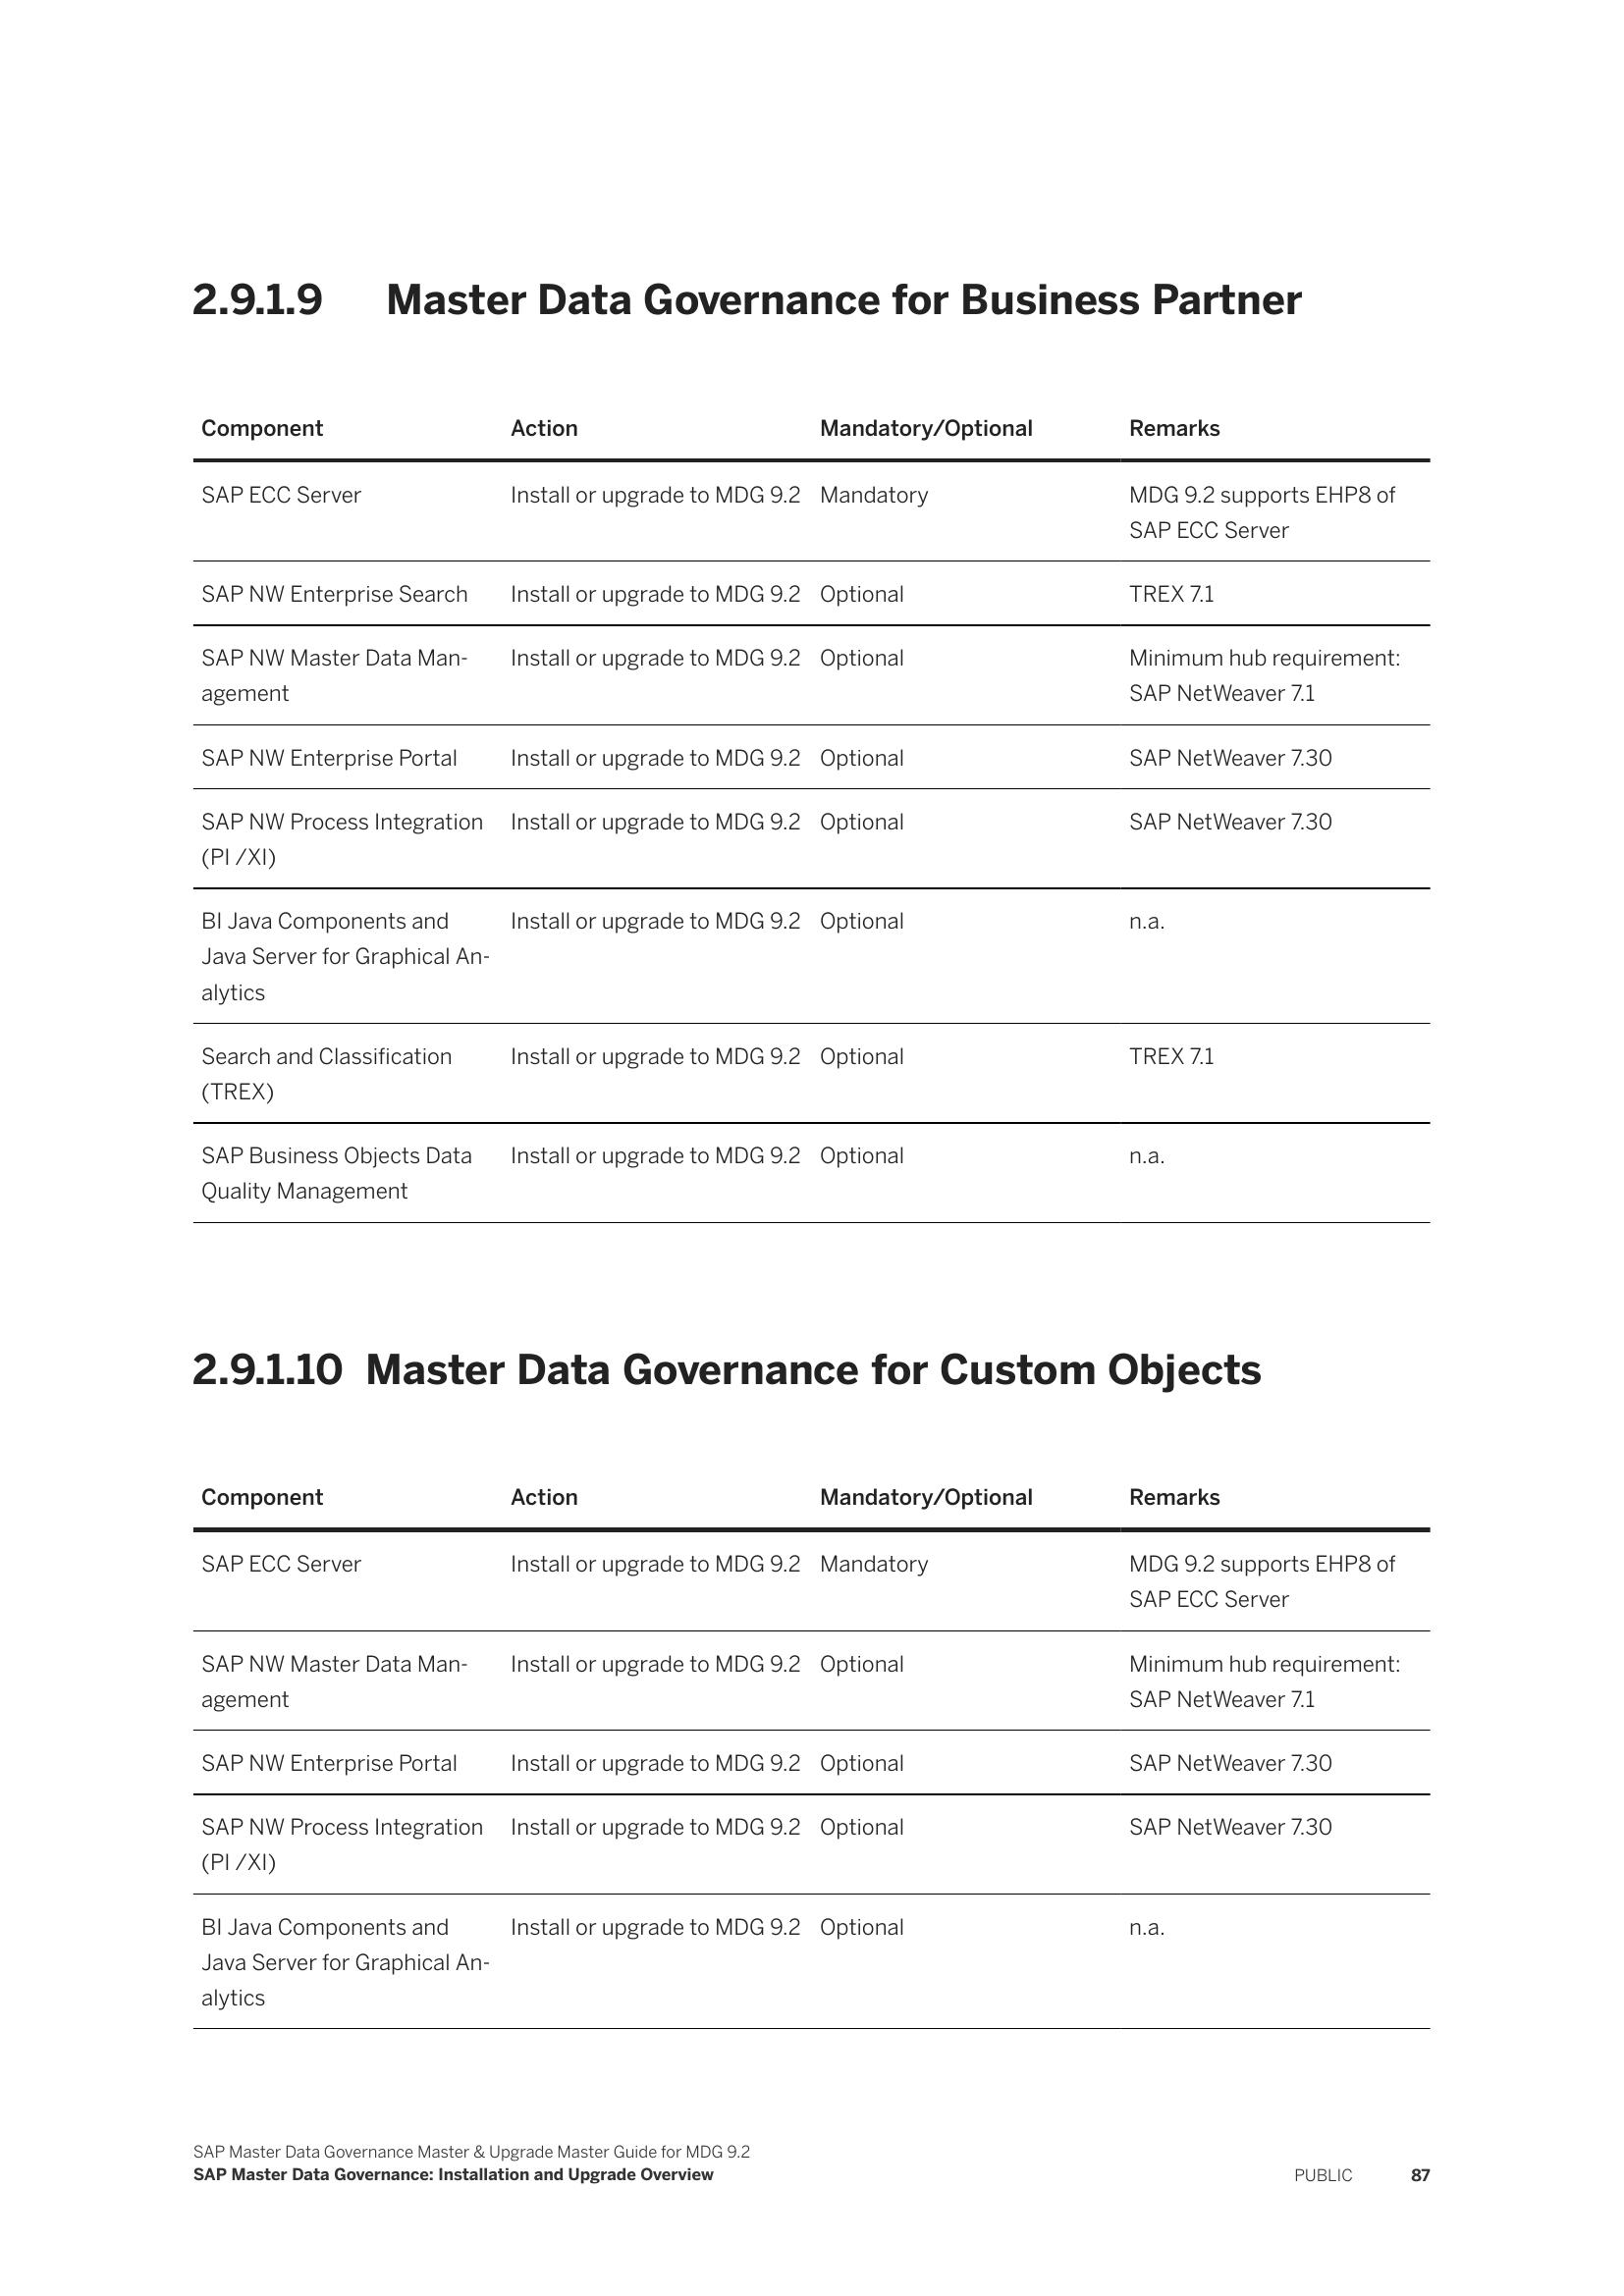 2.9.1.9 Master Data Governance for Business Partner
Component Action Mandatory/Optional Remarks
SAP ECC Server Install or upgrade to MDG 9.2 Mandatory MDG 9.2 supports EHP8 of
SAP ECC Server
SAP NW Enterprise Search Install or upgrade to MDG 9.2 Optional TREX 7.1
SAP NW Master Data Man- Install or upgrade to MDG 9.2 Optional Minimum hub requirement:
agement SAP NetWeaver 7.1
SAP NW Enterprise Portal Install or upgrade to MDG 9.2 Optional SAP NetWeaver 7.30
SAP NW Process Integration Install or upgrade to MDG 9.2 Optional SAP NetWeaver 7.30
(PI /XI)
BI Java Components and Install or upgrade to MDG 9.2 Optional n.a.
Java Server for Graphical An-
alytics
Search and Classification Install or upgrade to MDG 9.2 Optional TREX 7.1
(TREX)
SAP Business Objects Data Install or upgrade to MDG 9.2 Optional n.a.
Quality Management
2.9.1.10 Master Data Governance for Custom Objects
Component Action Mandatory/Optional Remarks
SAP ECC Server Install or upgrade to MDG 9.2 Mandatory MDG 9.2 supports EHP8 of
SAP ECC Server
SAP NW Master Data Man- Install or upgrade to MDG 9.2 Optional Minimum hub requirement:
agement SAP NetWeaver 7.1
SAP NW Enterprise Portal Install or upgrade to MDG 9.2 Optional SAP NetWeaver 7.30
SAP NW Process Integration Install or upgrade to MDG 9.2 Optional SAP NetWeaver 7.30
(PI /XI)
BI Java Components and Install or upgrade to MDG 9.2 Optional n.a.
Java Server for Graphical An-
alytics
SAP Master Data Governance Master & Upgrade Master Guide for MDG 9.2
SAP Master Data Governance: Installation and Upgrade Overview PUBLIC 87